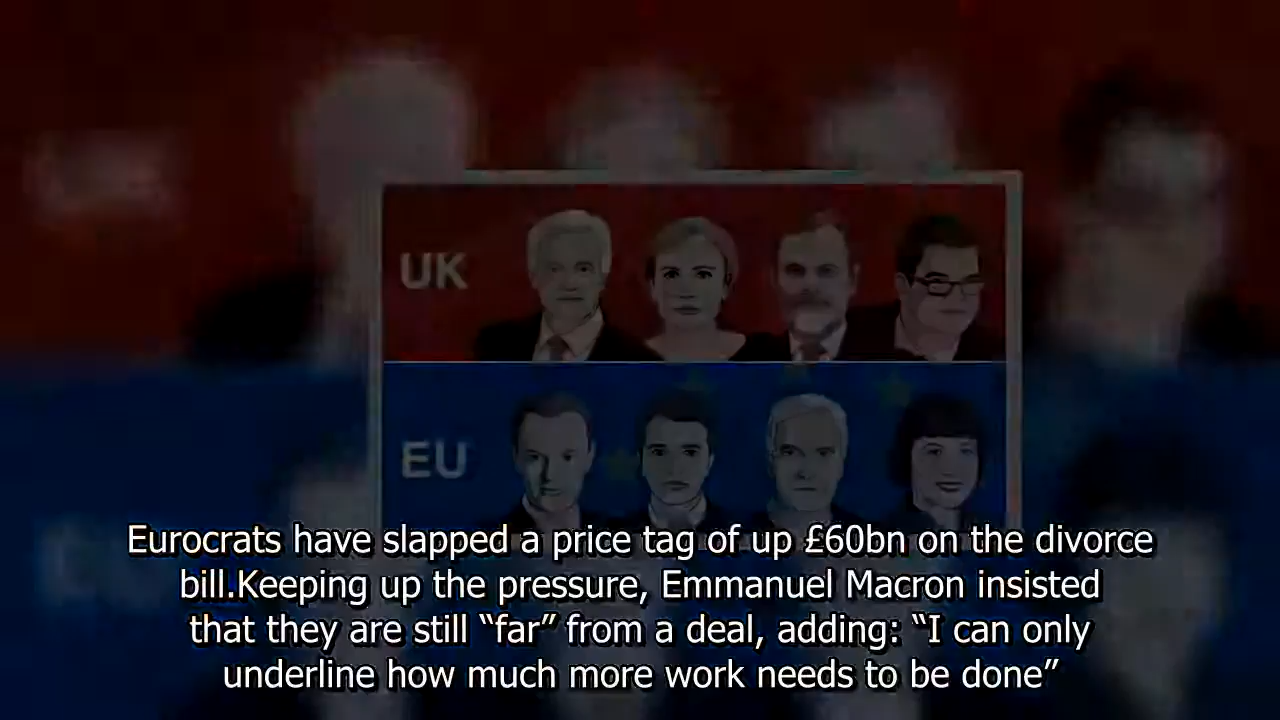 UK
EU
Eurocrats have slapped a price tag of up £60bn on the divorce
bill.Keeping up the pressure, Emmanuel Macron insisted
that they are still “far” from a deal, adding: “I can only
underline how much more work needs to be done”